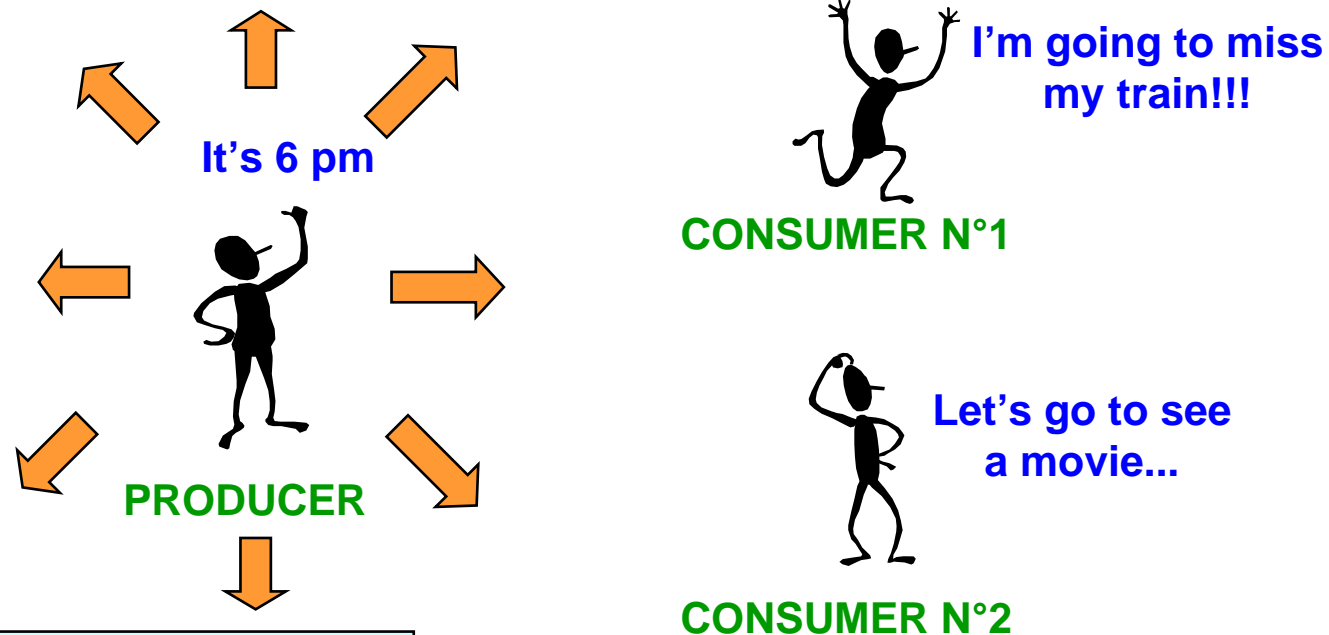 It’s 6 pm
PRODUCER
I’m going to miss
my train!!!
CONSUMER N°1
Let’s go to see
a movie...
CONSUMER N°2